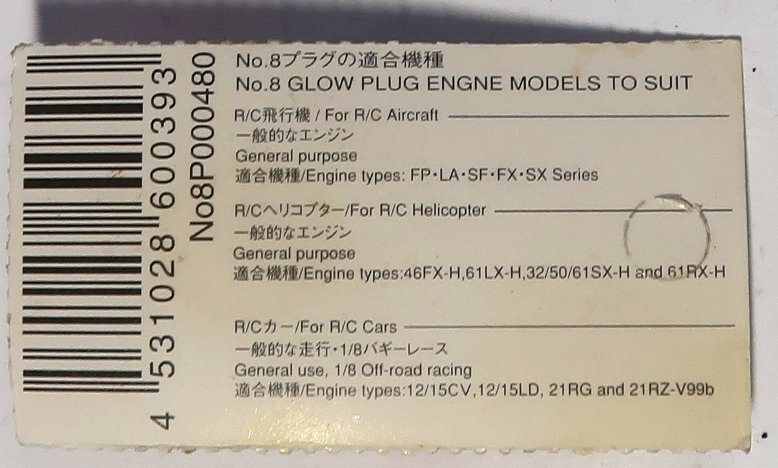 No.8プラグの適合機種
No.8 GLOW PLUG ENGNE MODELS TO SUIT
R/C飛行機 / For R/C Aircraft
一般的なエンジン
General purpose
適合機種/Engine types: FP・LA・SF・FX・SX Series
R/Cヘリコプター/For R/C Helicopter
一般的なエンジン
General purpose
適合機種/Engine types:46FX-H,61LX-H,32/50/61SX-H and 61RX-H
R/Cカー/For R/C Cars
一般的な走行・1/8バギーレース
General use, 1/8 Off-road racing
適合機種/Engine types:12/15CV,12/15LD, 21RG and 21RZ-V99b
4 531028 600393
No8P000480